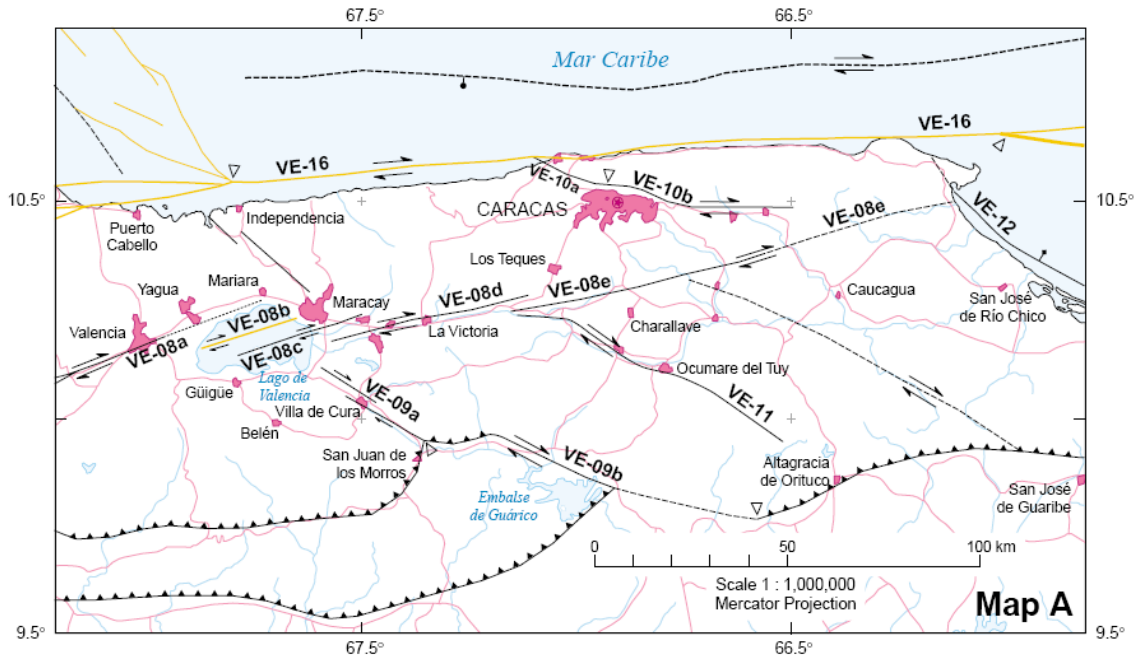 67.5°
66.5°
Mar Caribe
VE-16
VE-16
VE-10a
VE-10b
10.5°
10.5°
Independencia
CARACAS
VE-08e
VE-12
Puerto
Cabello
Los Teques
Yagua
Mariara
Maracay
VE-08d
VE-08e
Caucagua
San José
de Río Chico
Valencia
VE-08a
VE-08b
VE-08c
La Victoria
Charallave
Güigüe
Lago de
Valencia
VE-09a
Villa de Cura
Ocumare del Tuy
VE-11
Belén
San Juan de
los Morros
VE-09b
Altagracia
de Orituco
Embalse
de Guárico
San José
de Guaribe
0 50 100 km
Scale 1 : 1,000,000
Mercator Projection
Map A
9.5°
9.5°
67.5°
66.5°